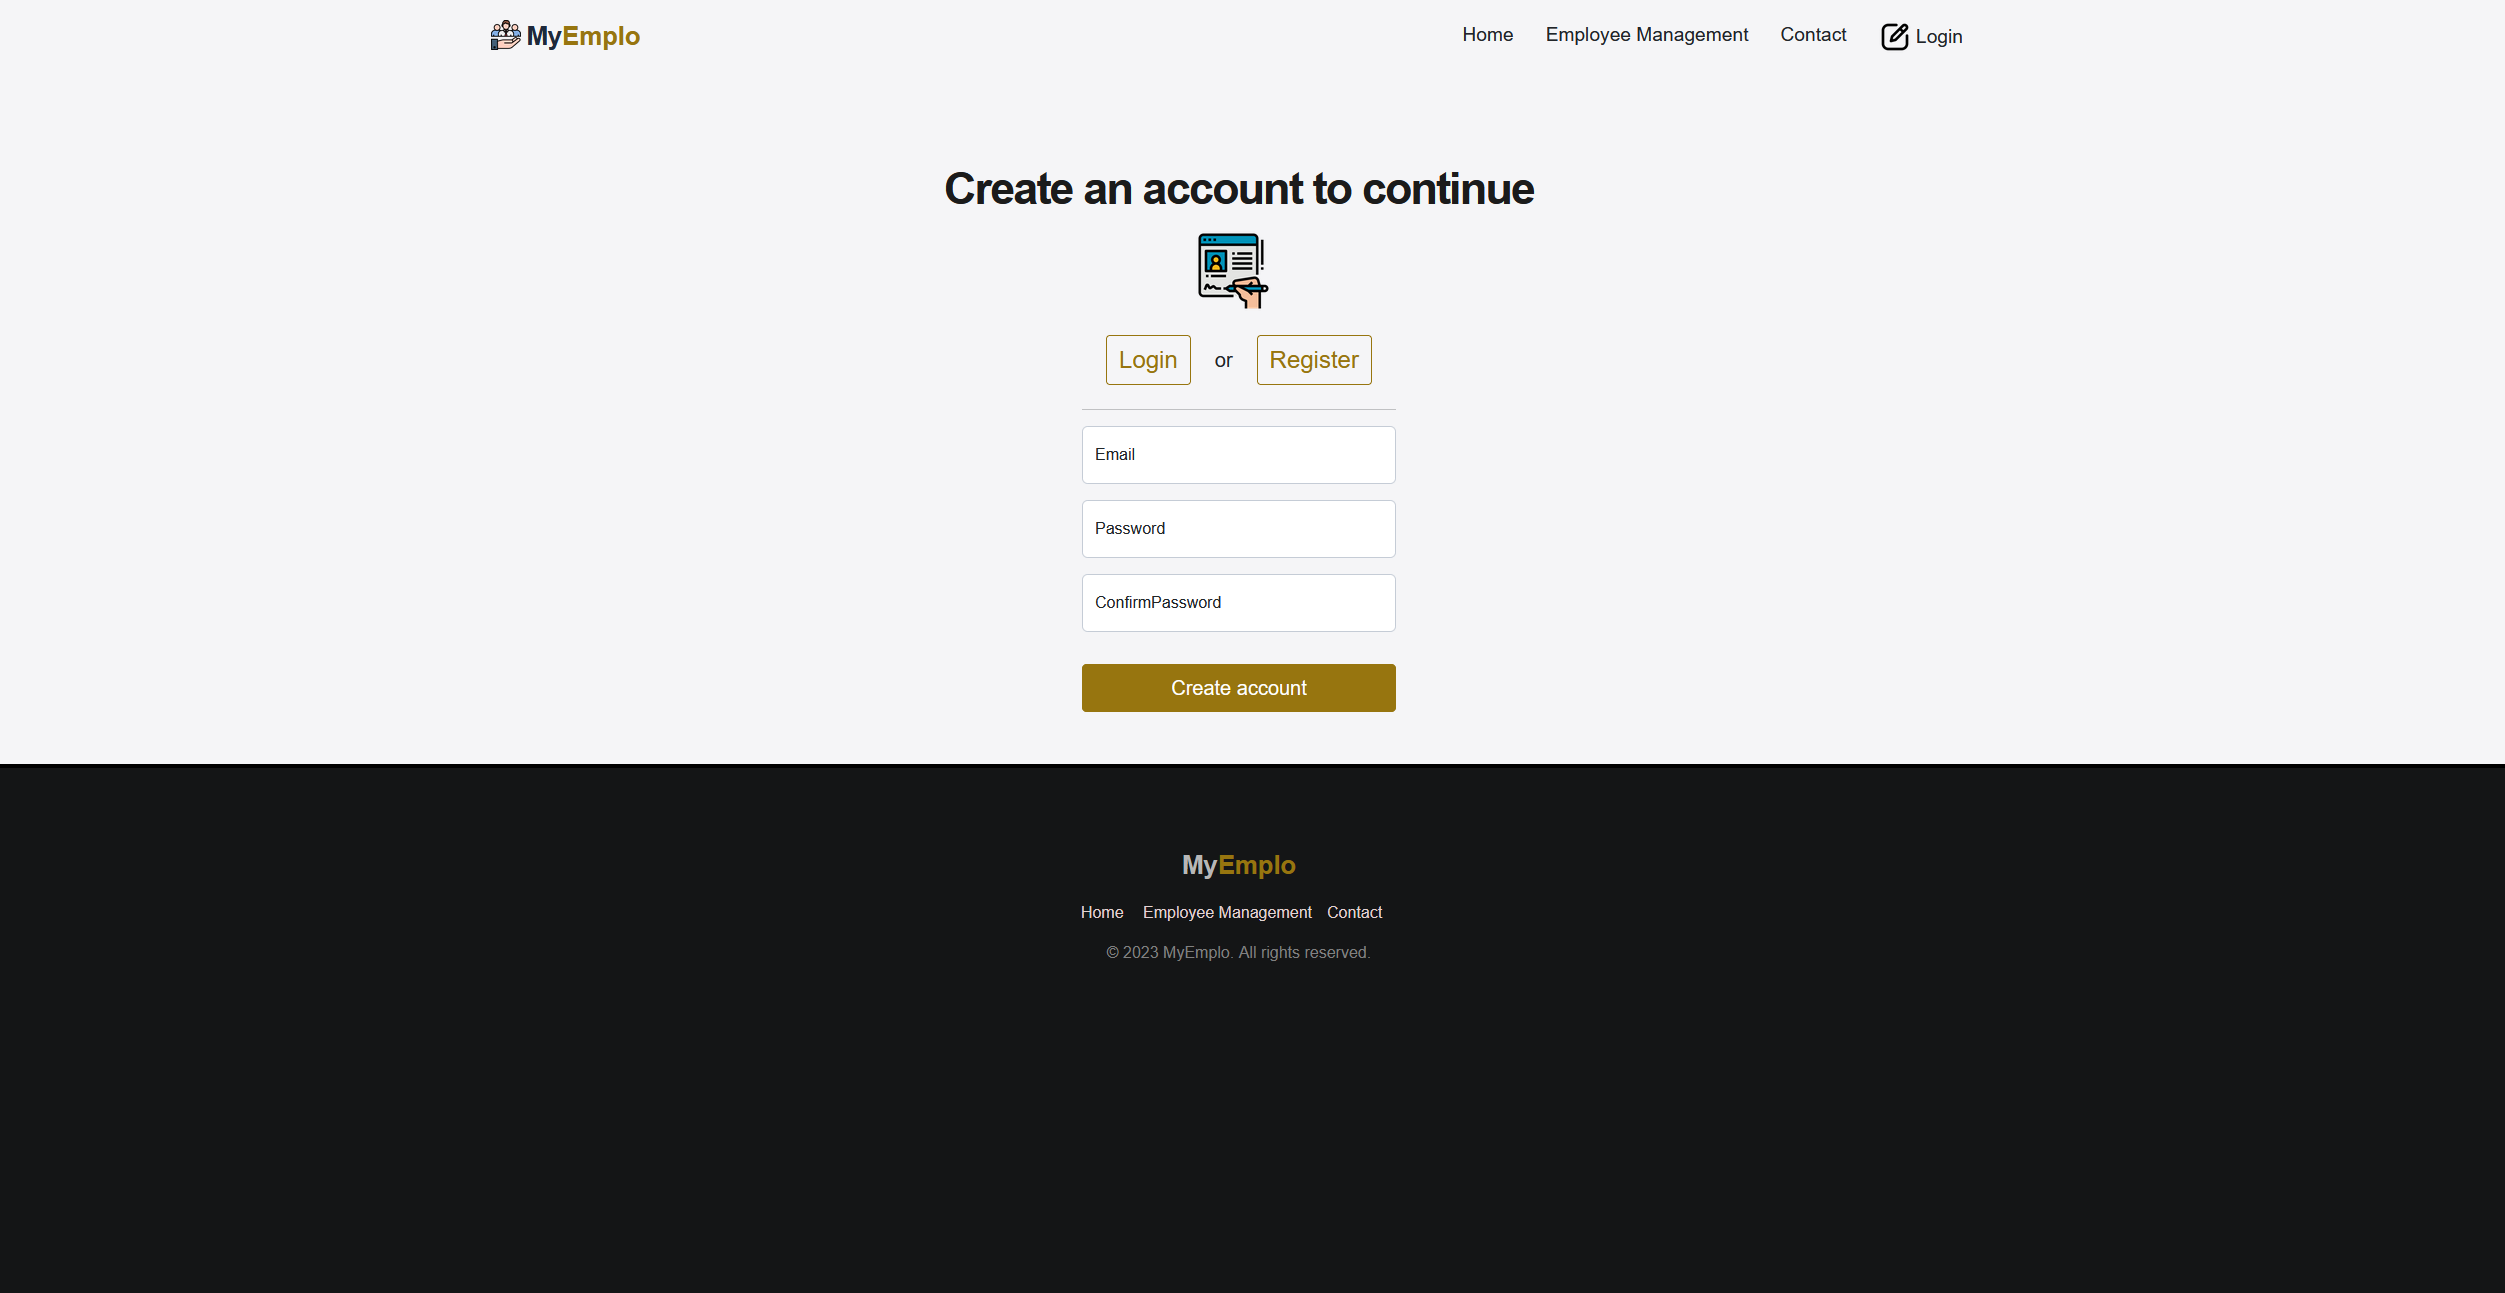 MyEmplo
Home Employee Management Contact Login
Create an account to continue
Login or Register
Email
Password
ConfirmPassword
Create account
MyEmplo
Home Employee Management Contact
© 2023 MyEmplo. All rights reserved.